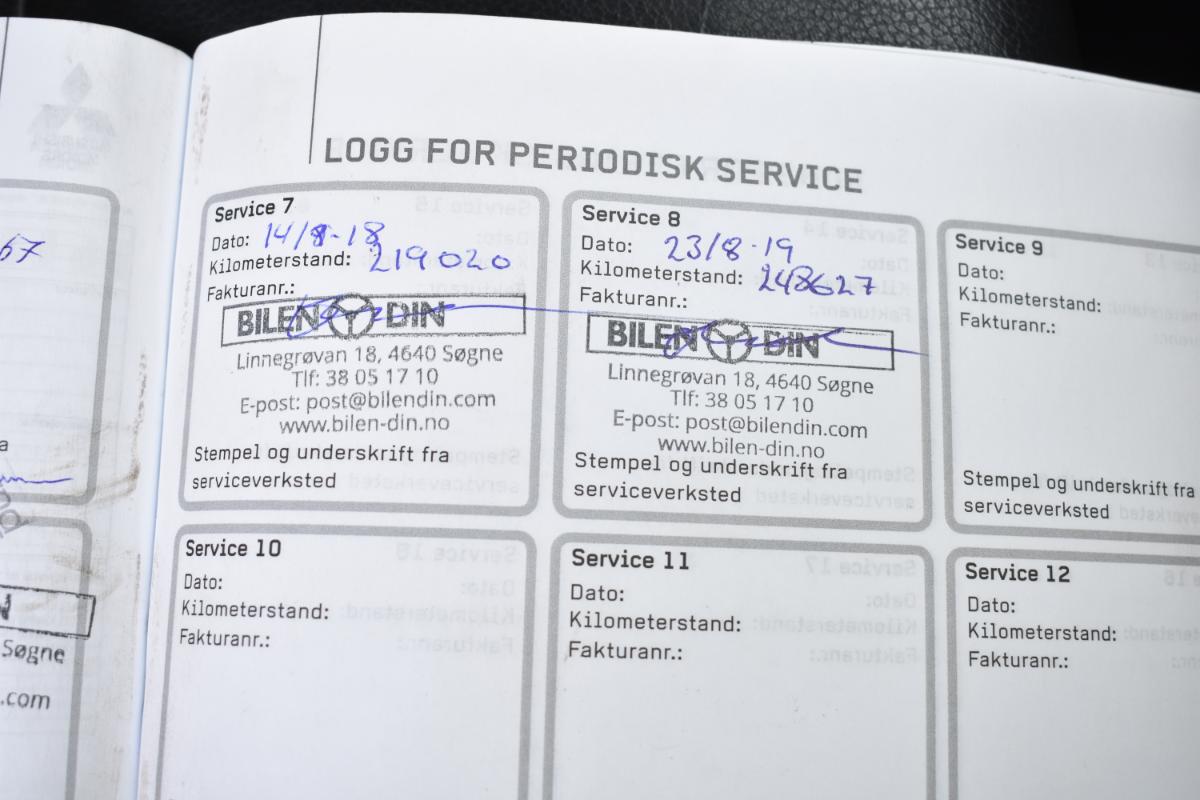 LOGG FOR PERIODISK SERVICE
Service 7
Dato: 14/8-18
Kilometerstand: 219020
Fakturanr.:
BILEN DIN
Linnegrøvan 18, 4640 Søgne
Tlf: 38 05 17 10
E-post: post@bilendin.com
www.bilen-din.no
Stempel og underskrift fra
serviceverksted
Service 8
Dato: 23/8-19
Kilometerstand: 248627
Fakturanr.:
BILEN DIN
Linnegrøvan 18, 4640 Søgne
Tlf: 38 05 17 10
E-post: post@bilendin.com
www.bilen-din.no
Stempel og underskrift fra
serviceverksted
Service 9
Dato:
Kilometerstand:
Fakturanr.:
Stempel og underskrift fra
serviceverksted
Service 10
Dato:
Kilometerstand:
Fakturanr.:
Service 11
Dato:
Kilometerstand:
Fakturanr.:
Service 12
Dato:
Kilometerstand:
Fakturanr.:
67
a
N
Søgne
.com